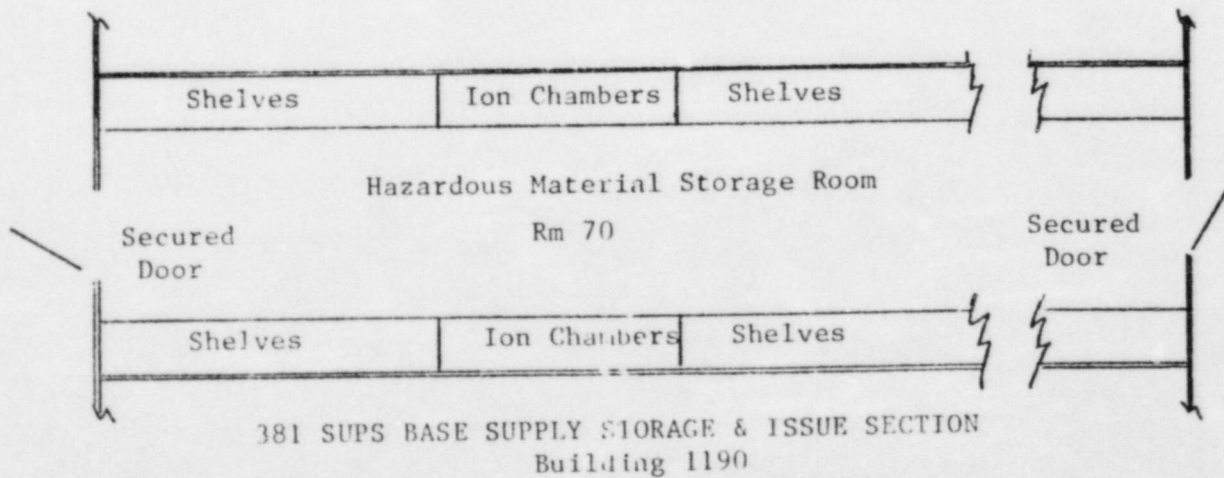 Shelves Ion Chambers Shelves
Hazardous Material Storage Room
Rm 70
Secured Door
Secured Door
Shelves Ion Chambers Shelves
381 SUPS BASE SUPPLY STORAGE & ISSUE SECTION
Building 1190